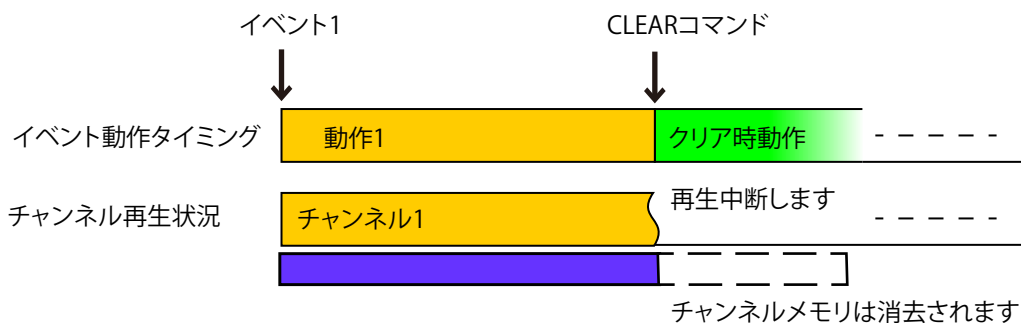 イベント1
CLEARコマンド
イベント動作タイミング
動作1
クリア時動作
チャンネル再生状況
チャンネル1
再生中断します
チャンネルメモリは消去されます